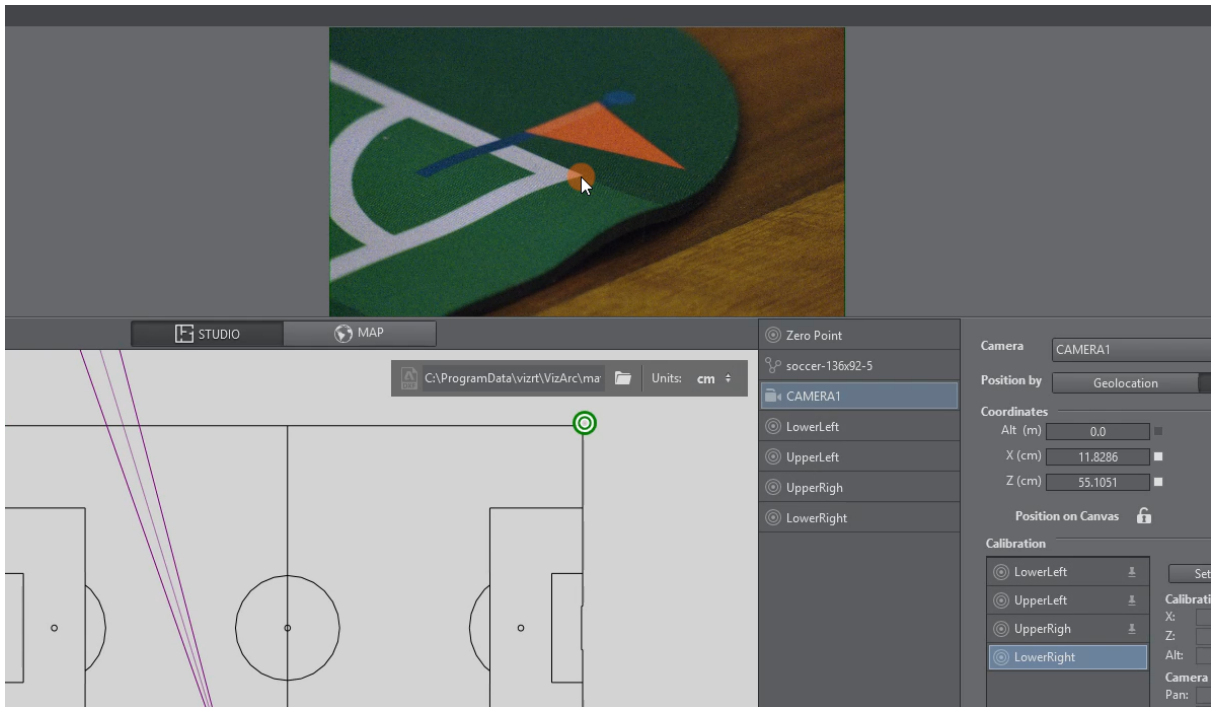 STUDIO
MAP
C:\ProgramData\vizrt\VizArc\ma
Units: cm
Zero Point
soccer-136x92-5
CAMERA1
LowerLeft
UpperLeft
UpperRigh
LowerRight
Camera CAMERA1
Position by Geolocation
Coordinates
Alt (m) 0.0
X (cm) 11.8286
Z (cm) 55.1051
Position on Canvas
Calibration
LowerLeft
UpperLeft
UpperRigh
LowerRight
Set
Calibrati
X:
Z:
Alt:
Camera
Pan: